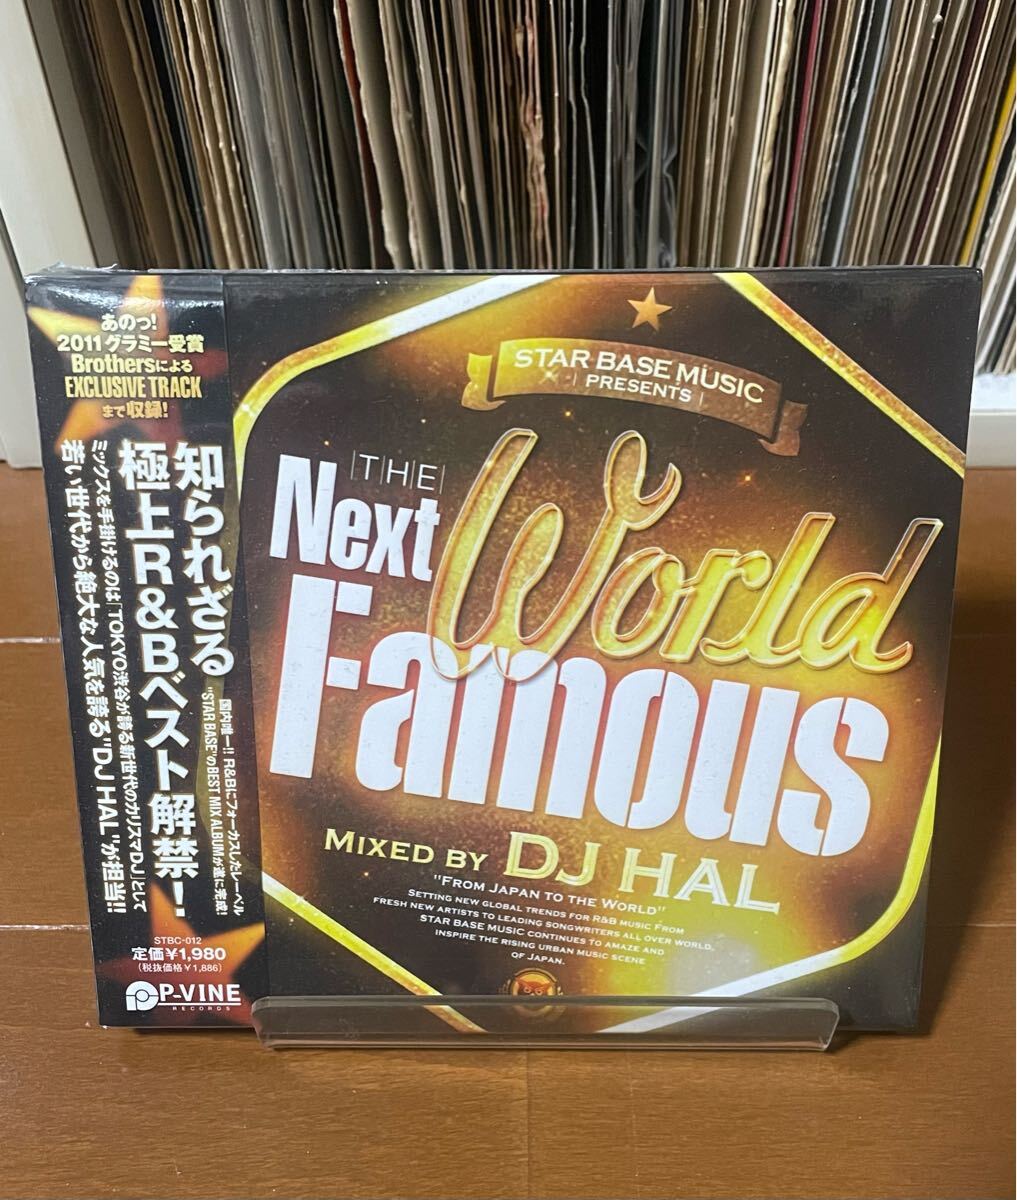 あのっ!
2011グラミー受賞
Brothersによる
EXCLUSIVE TRACK
まで収録!
知られざる
極上R&Bベスト解禁!
国内唯一!! R&Bにフォーカスしたレーベル
"STAR BASE"のBEST MIX ALBUMが遂に完成!
ミックスを手掛けるのは「TOKYO渋谷が誇る新世代のカリスマDJ」として
若い世代から絶大な人気を誇る"DJ HAL"が担当!!
STBC-012
定価¥1,980
(税抜価格¥1,886)
P-VINE
RECORDS
STAR BASE MUSIC
PRESENTS
THE
Next World
Famous
MIXED BY DJ HAL
"FROM JAPAN TO THE WORLD"
SETTING NEW GLOBAL TRENDS FOR R&B MUSIC FROM
FRESH NEW ARTISTS TO LEADING SONGWRITERS ALL OVER WORLD,
STAR BASE MUSIC CONTINUES TO AMAZE AND
INSPIRE THE RISING URBAN MUSIC SCENE
OF JAPAN.